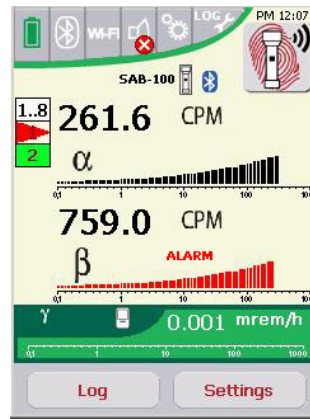 WI-FI LOG PM 12:07
SAB-100
1..8 261.6 CPM
2
α
0,1 1 10 100
759.0 CPM
β ALARM
0,1 1 10 100
γ 0.001 mrem/h
0,1 1 10 100 1000
Log Settings